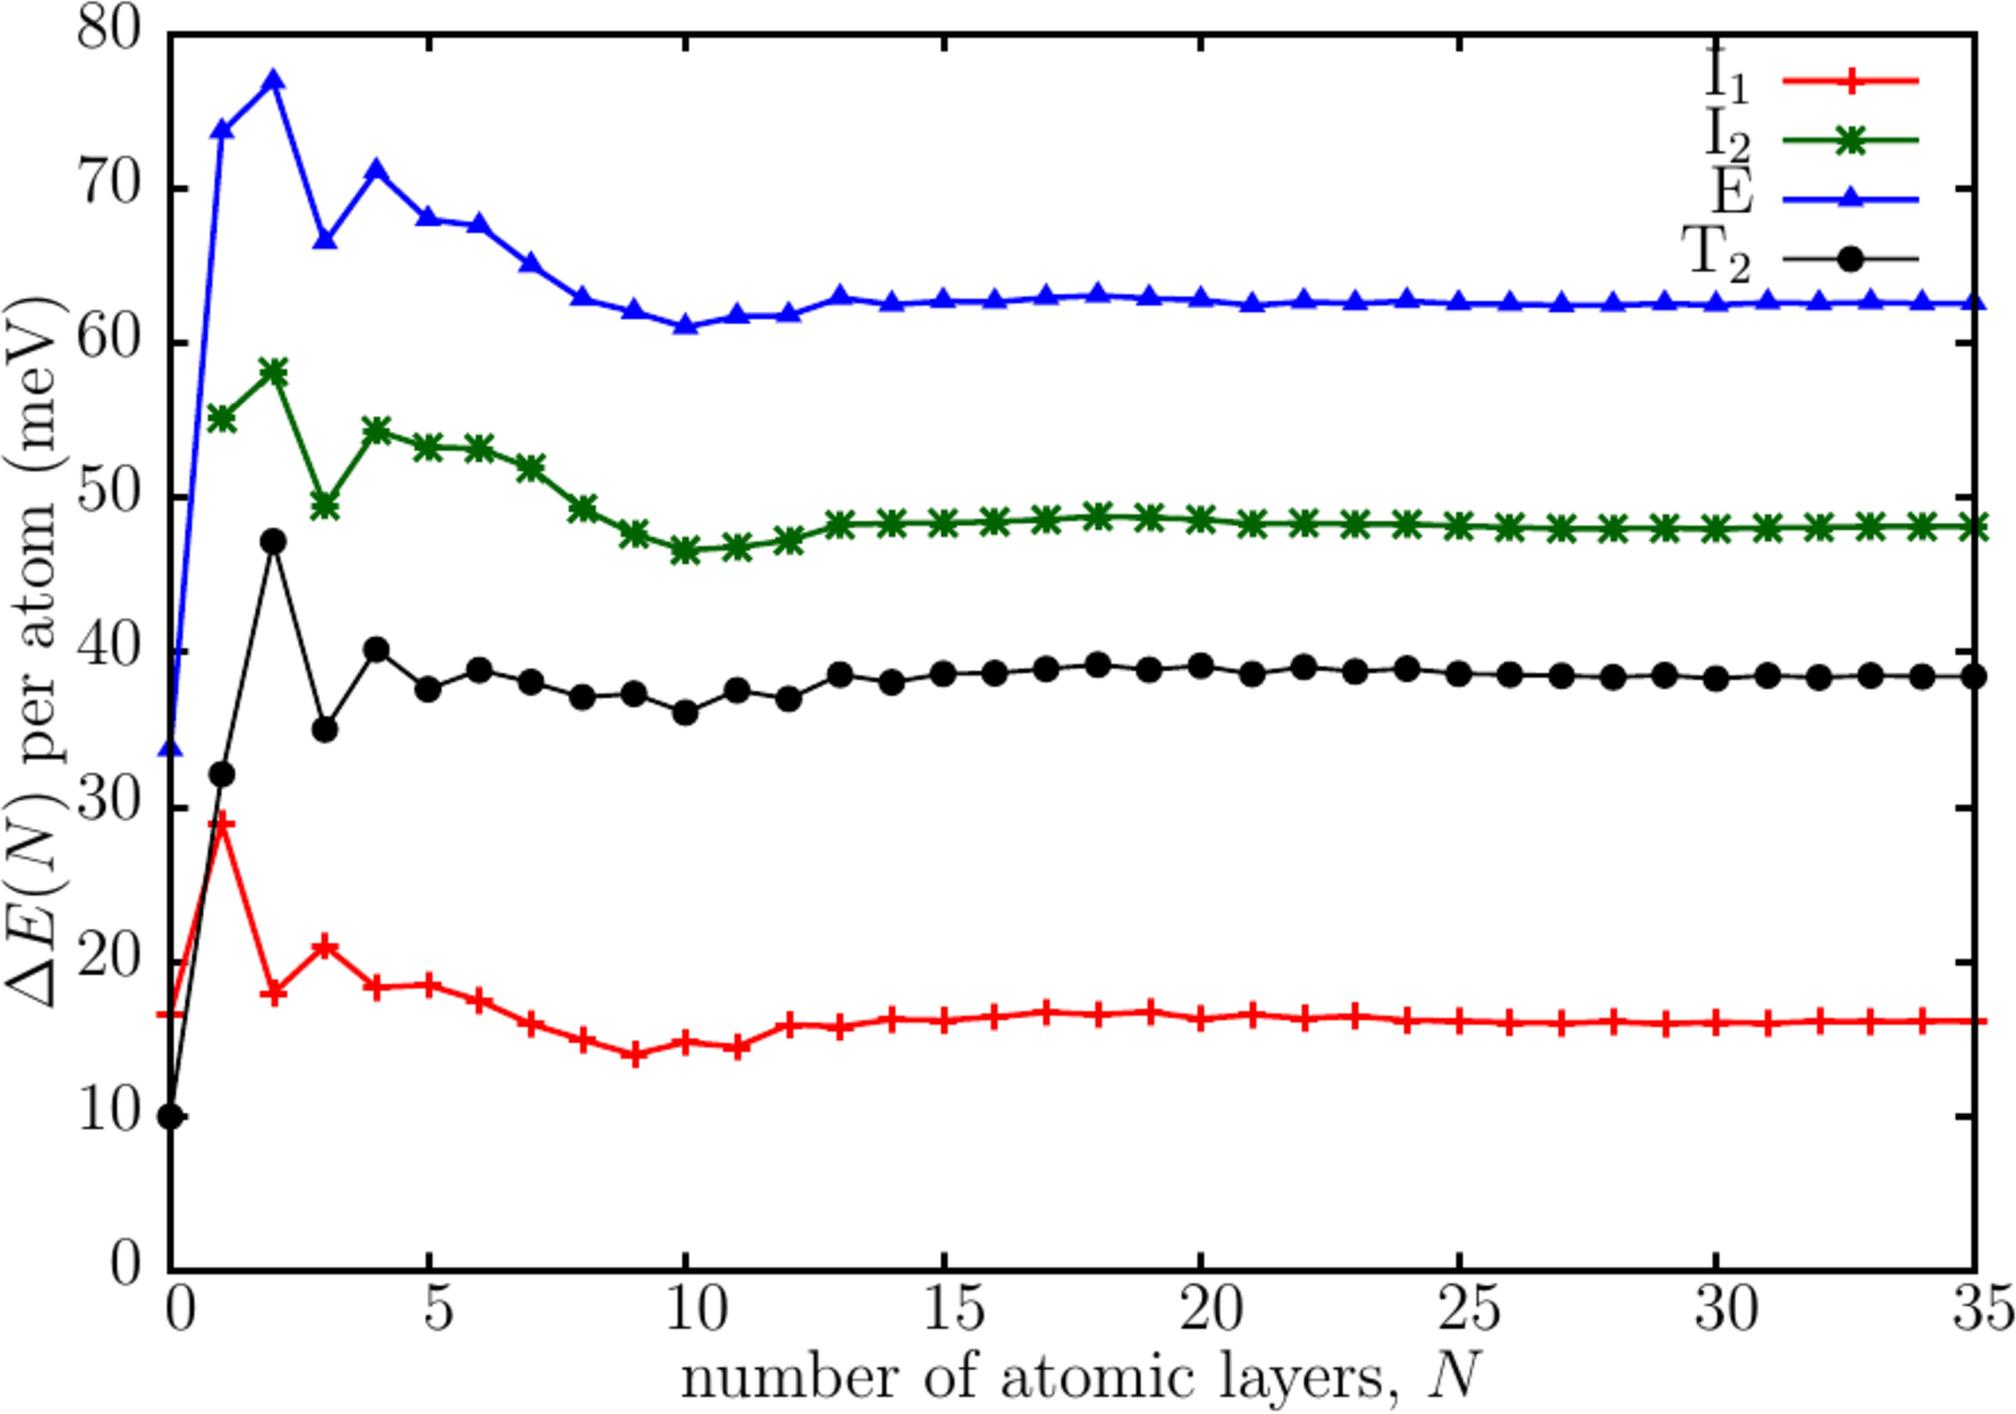 80
70
60
50
40
30
20
10
0
ΔE(N) per atom (meV)
I₁
I₂
E
T₂
0 5 10 15 20 25 30 35
number of atomic layers, N